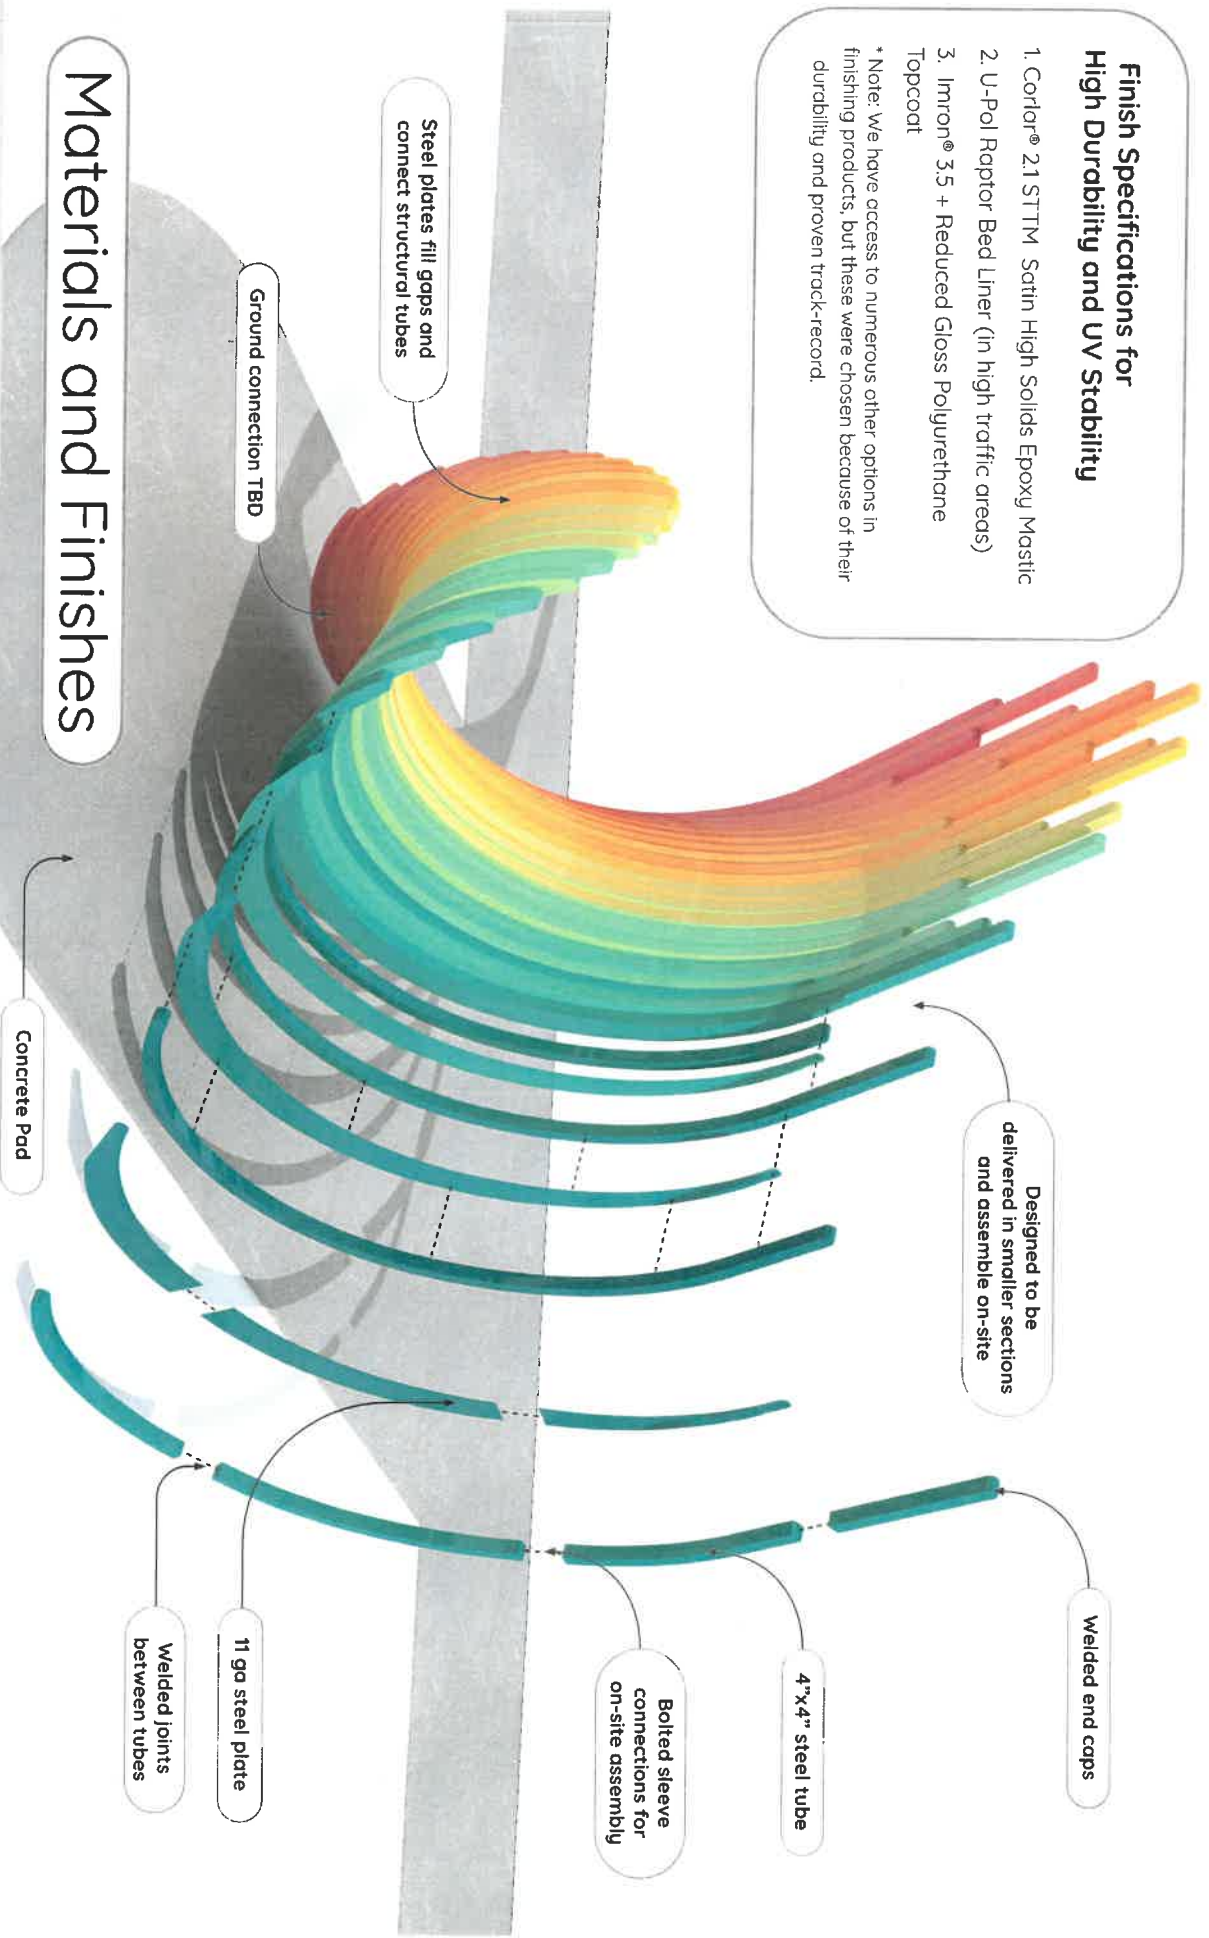 Finish Specifications for
High Durability and UV Stability
1. Corlar® 2.1 STTM Satin High Solids Epoxy Mastic
2. U-Pol Raptor Bed Liner (in high traffic areas)
3. Imron® 3.5 + Reduced Gloss Polyurethane
Topcoat
* Note: We have access to numerous other options in
finishing products, but these were chosen because of their
durability and proven track-record.
Designed to be
delivered in smaller sections
and assemble on-site
Welded end caps
4"x4" steel tube
Bolted sleeve
connections for
on-site assembly
11 ga steel plate
Welded joints
between tubes
Steel plates fill gaps and
connect structural tubes
Ground connection TBD
Concrete Pad
Materials and Finishes